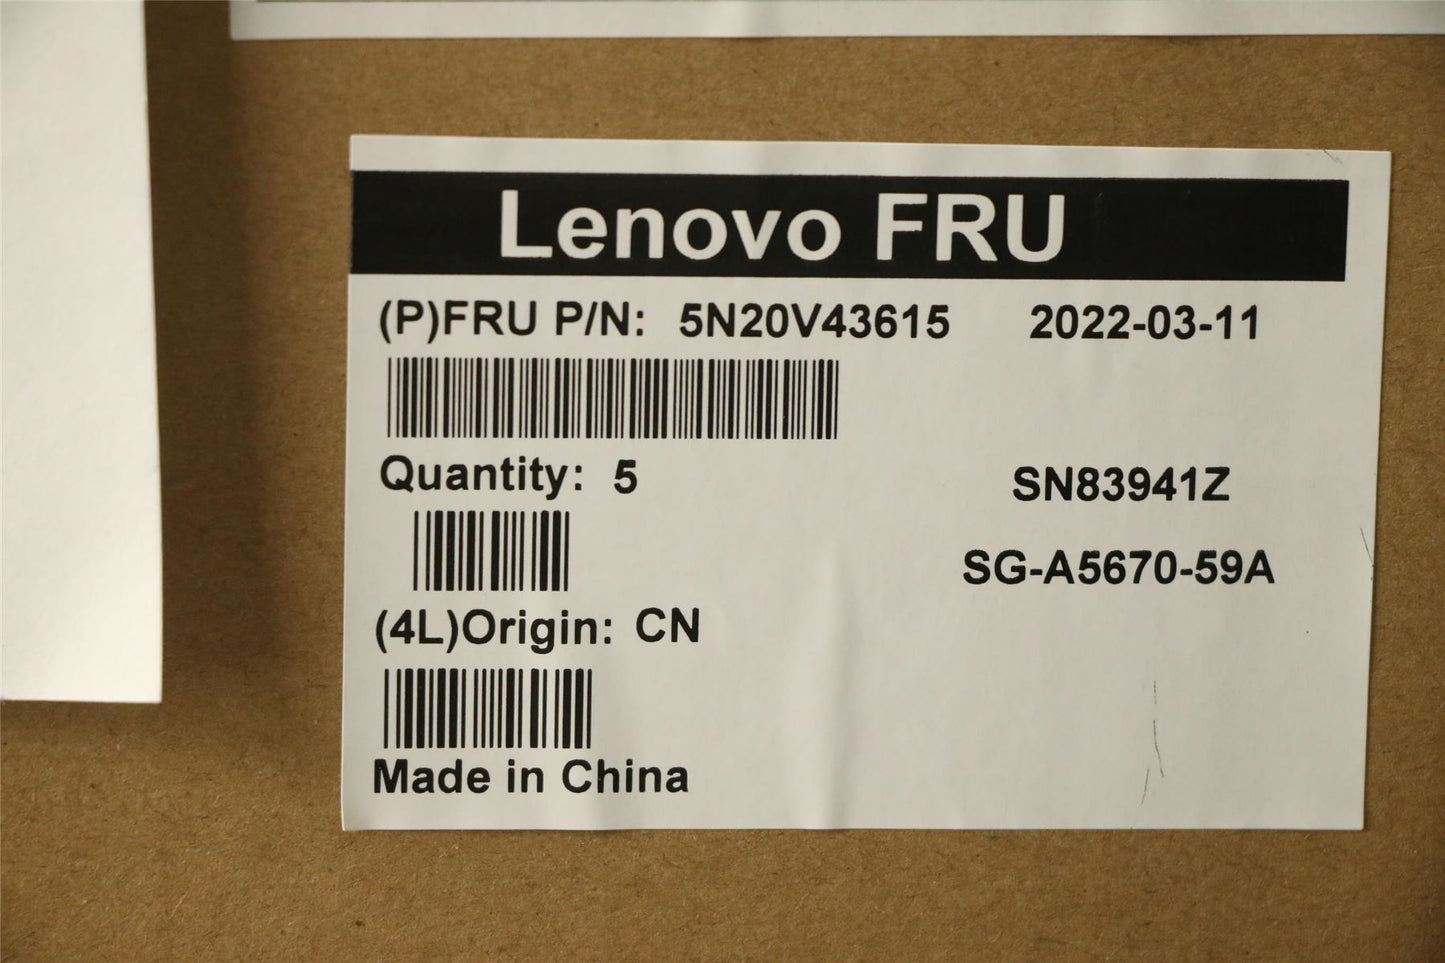 Lenovo FRU
(P)FRU P/N: 5N20V43615 2022-03-11
Quantity: 5 SN83941Z
SG-A5670-59A
(4L)Origin: CN
Made in China